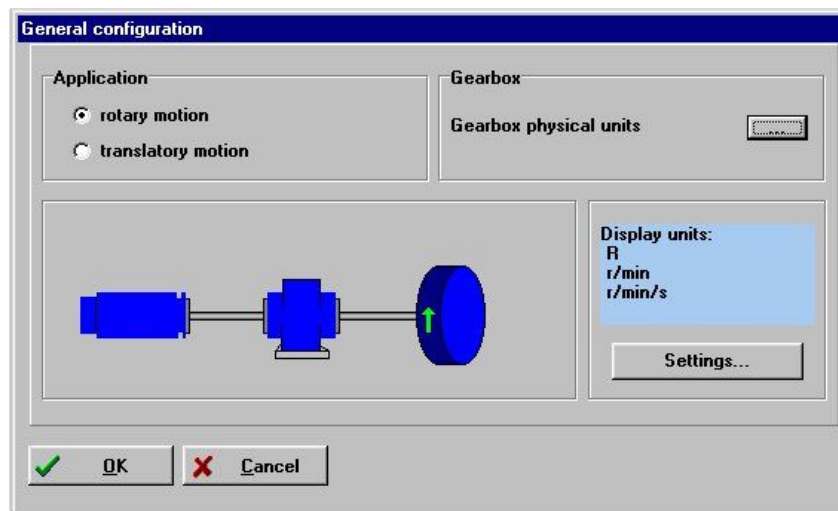 General configuration
Application
rotary motion
translatory motion
Gearbox
Gearbox physical units
...
Display units:
R
r/min
r/min/s
Settings...
OK
Cancel